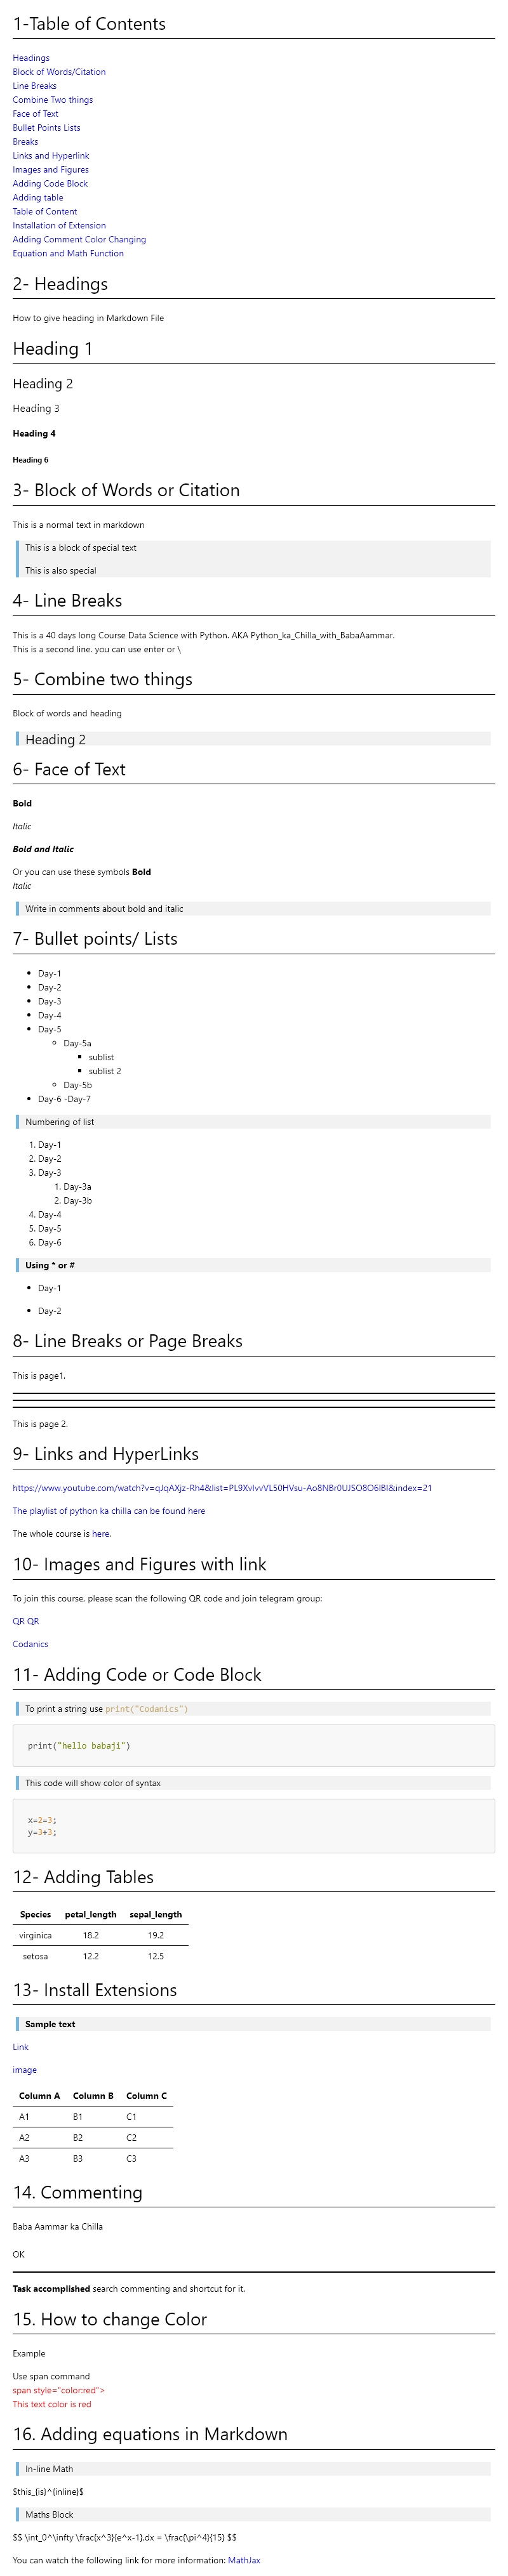 1-Table of Contents
Headings
Block of Words/Citation
Line Breaks
Combine Two things
Face of Text
Bullet Points Lists
Breaks
Links and Hyperlink
Images and Figures
Adding Code Block
Adding table
Table of Content
Installation of Extension
Adding Comment Color Changing
Equation and Math Function
2- Headings
How to give heading in Markdown File
Heading 1
Heading 2
Heading 3
Heading 4
Heading 6
3- Block of Words or Citation
This is a normal text in markdown
This is a block of special text
This is also special
4- Line Breaks
This is a 40 days long Course Data Science with Python. AKA Python_ka_Chilla_with_BabaAammar.
This is a second line. you can use enter or \
5- Combine two things
Block of words and heading
Heading 2
6- Face of Text
Bold
Italic
Bold and Italic
Or you can use these symbols Bold
Italic
Write in comments about bold and italic
7- Bullet points/ Lists
• Day-1
• Day-2
• Day-3
• Day-4
• Day-5
◦ Day-5a
▪ sublist
▪ sublist 2
◦ Day-5b
• Day-6 -Day-7
Numbering of list
1. Day-1
2. Day-2
3. Day-3
1. Day-3a
2. Day-3b
4. Day-4
5. Day-5
6. Day-6
Using * or #
• Day-1
• Day-2
8- Line Breaks or Page Breaks
This is page1.
This is page 2.
9- Links and HyperLinks
https://www.youtube.com/watch?v=qJqAXjz-Rh4&list=PL9XvIvvVL50HVsu-Ao8NBr0UJSO8O6lBI&index=21
The playlist of python ka chilla can be found here
The whole course is here.
10- Images and Figures with link
To join this course, please scan the following QR code and join telegram group:
QR QR
Codanics
11- Adding Code or Code Block
To print a string use print("Codanics")
print("hello babaji")
This code will show color of syntax
x=2=3;
y=3+3;
12- Adding Tables
Species petal_length sepal_length
virginica 18.2 19.2
setosa 12.2 12.5
13- Install Extensions
Sample text
Link
image
Column A Column B Column C
A1 B1 C1
A2 B2 C2
A3 B3 C3
14. Commenting
Baba Aammar ka Chilla
OK
Task accomplished search commenting and shortcut for it.
15. How to change Color
Example
Use span command
span style="color:red">
This text color is red
16. Adding equations in Markdown
In-line Math
$this_{is}^{inline}$
Maths Block
$$ \int_0^\infty \frac{x^3}{e^x-1},dx = \frac{\pi^4}{15} $$
You can watch the following link for more information: MathJax